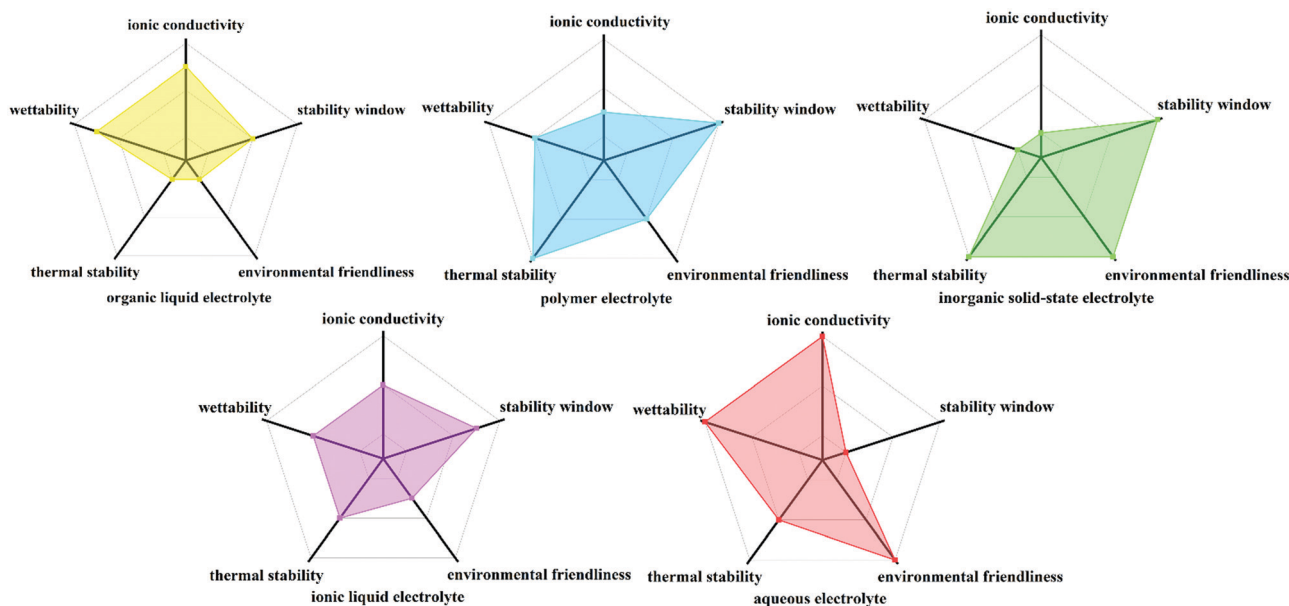 ionic conductivity
wettability
stability window
thermal stability
environmental friendliness
organic liquid electrolyte
ionic conductivity
wettability
stability window
thermal stability
environmental friendliness
polymer electrolyte
ionic conductivity
wettability
stability window
thermal stability
environmental friendliness
inorganic solid-state electrolyte
ionic conductivity
wettability
stability window
thermal stability
environmental friendliness
ionic liquid electrolyte
ionic conductivity
wettability
stability window
thermal stability
environmental friendliness
aqueous electrolyte